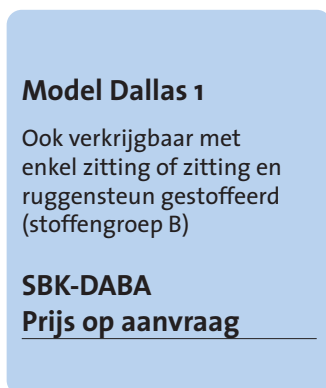 Model Dallas 1
Ook verkrijgbaar met
enkel zitting of zitting en
ruggensteun gestoffeerd
(stoffengroep B)
SBK-DABA
Prijs op aanvraag